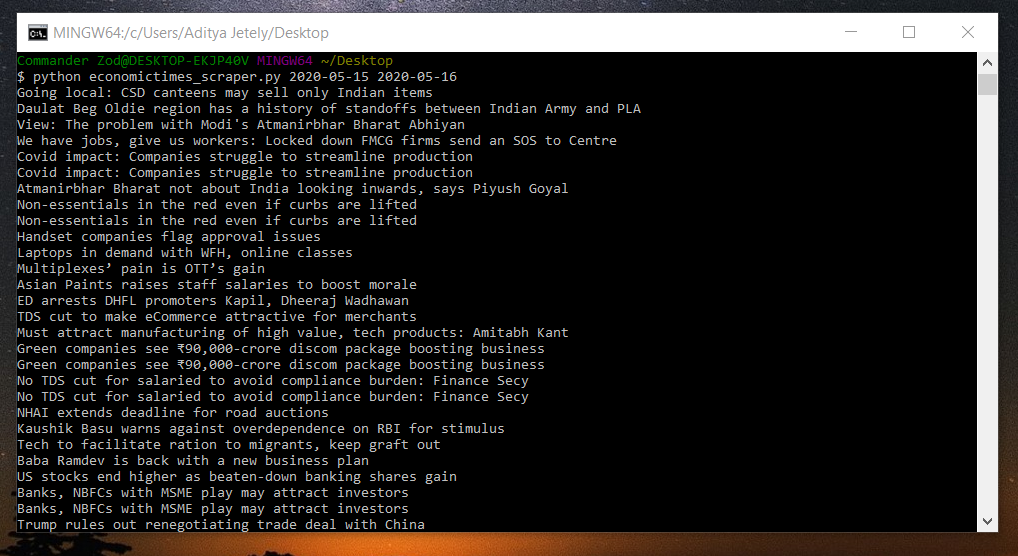 MINGW64:/c/Users/Aditya Jetely/Desktop
Commander Zod@DESKTOP-EKJP40V MINGW64 ~/Desktop
$ python economictimes_scraper.py 2020-05-15 2020-05-16
Going local: CSD canteens may sell only Indian items
Daulat Beg Oldie region has a history of standoffs between Indian Army and PLA
View: The problem with Modi's Atmanirbhar Bharat Abhiyan
We have jobs, give us workers: Locked down FMCG firms send an SOS to Centre
Covid impact: Companies struggle to streamline production
Covid impact: Companies struggle to streamline production
Atmanirbhar Bharat not about India looking inwards, says Piyush Goyal
Non-essentials in the red even if curbs are lifted
Non-essentials in the red even if curbs are lifted
Handset companies flag approval issues
Laptops in demand with WFH, online classes
Multiplexes’ pain is OTT’s gain
Asian Paints raises staff salaries to boost morale
ED arrests DHFL promoters Kapil, Dheeraj Wadhawan
TDS cut to make eCommerce attractive for merchants
Must attract manufacturing of high value, tech products: Amitabh Kant
Green companies see ₹90,000-crore discom package boosting business
Green companies see ₹90,000-crore discom package boosting business
No TDS cut for salaried to avoid compliance burden: Finance Secy
No TDS cut for salaried to avoid compliance burden: Finance Secy
NHAI extends deadline for road auctions
Kaushik Basu warns against overdependence on RBI for stimulus
Tech to facilitate ration to migrants, keep graft out
Baba Ramdev is back with a new business plan
US stocks end higher as beaten-down banking shares gain
Banks, NBFCs with MSME play may attract investors
Banks, NBFCs with MSME play may attract investors
Trump rules out renegotiating trade deal with China